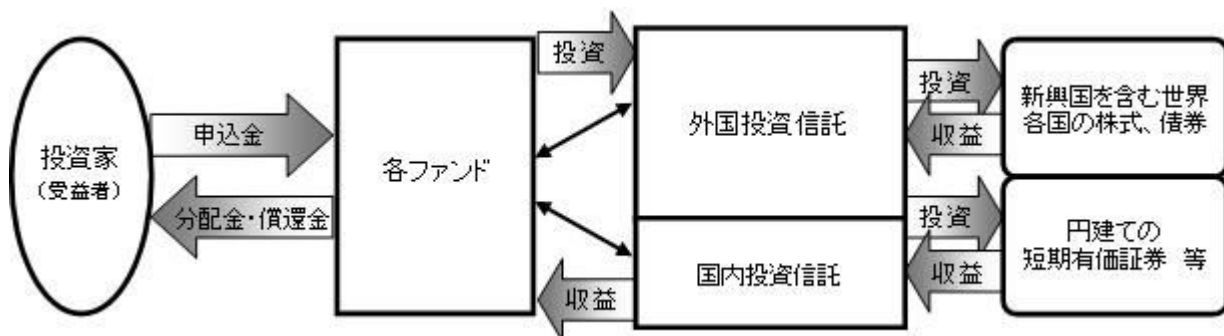 投資家
（受益者）
申込金
分配金・償還金
各ファンド
投資
収益
外国投資信託
国内投資信託
投資
収益
投資
収益
新興国を含む世界
各国の株式、債券
円建ての
短期有価証券 等